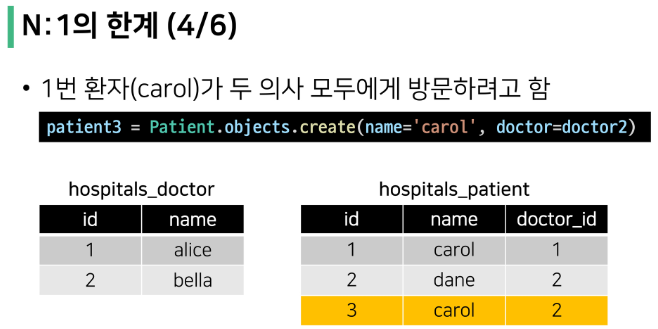 N:1의 한계 (4/6)
• 1번 환자(carol)가 두 의사 모두에게 방문하려고 함
patient3 = Patient.objects.create(name='carol', doctor=doctor2)
hospitals_doctor
id name
1 alice
2 bella
hospitals_patient
id name doctor_id
1 carol 1
2 dane 2
3 carol 2